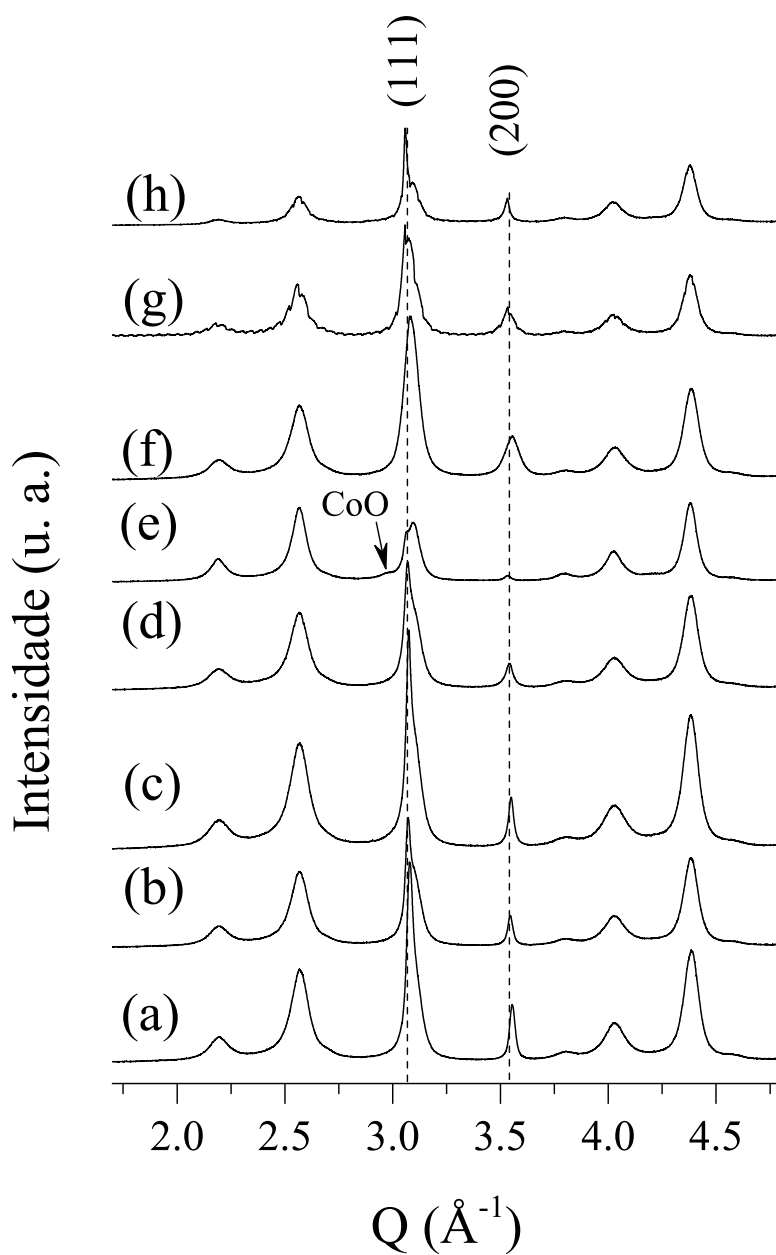 (111)
(200)
(h)
(g)
(f)
CoO
(e)
(d)
(c)
(b)
(a)
Intensidade (u. a.)
2.0 2.5 3.0 3.5 4.0 4.5
Q (Å⁻¹)